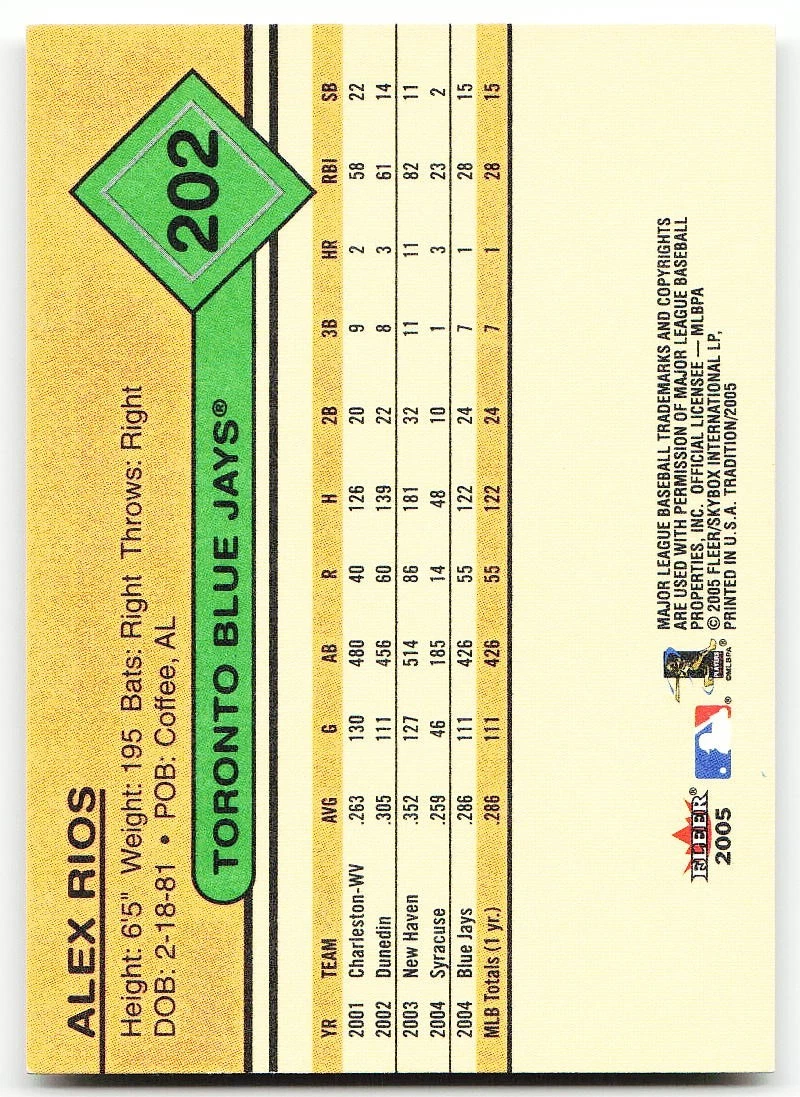 ALEX RIOS
Height: 6'5" Weight: 195 Bats: Right Throws: Right
DOB: 2-18-81 • POB: Coffee, AL
202
TORONTO BLUE JAYS®
YR TEAM AVG G AB R H 2B 3B HR RBI SB
2001 Charleston-WV .263 130 480 40 126 20 9 2 58 22
2002 Dunedin .305 111 456 60 139 22 8 3 61 14
2003 New Haven .352 127 514 86 181 32 11 11 82 11
2004 Syracuse .259 46 185 14 48 10 1 3 23 2
2004 Blue Jays .286 111 426 55 122 24 7 1 28 15
MLB Totals (1 yr.) .286 111 426 55 122 24 7 1 28 15
FLEER®
2005
®
®
©MLBPA
MAJOR LEAGUE BASEBALL TRADEMARKS AND COPYRIGHTS
ARE USED WITH PERMISSION OF MAJOR LEAGUE BASEBALL
PROPERTIES, INC. OFFICIAL LICENSEE — MLBPA
© 2005 FLEER/SKYBOX INTERNATIONAL LP,
PRINTED IN U.S.A. TRADITION/2005